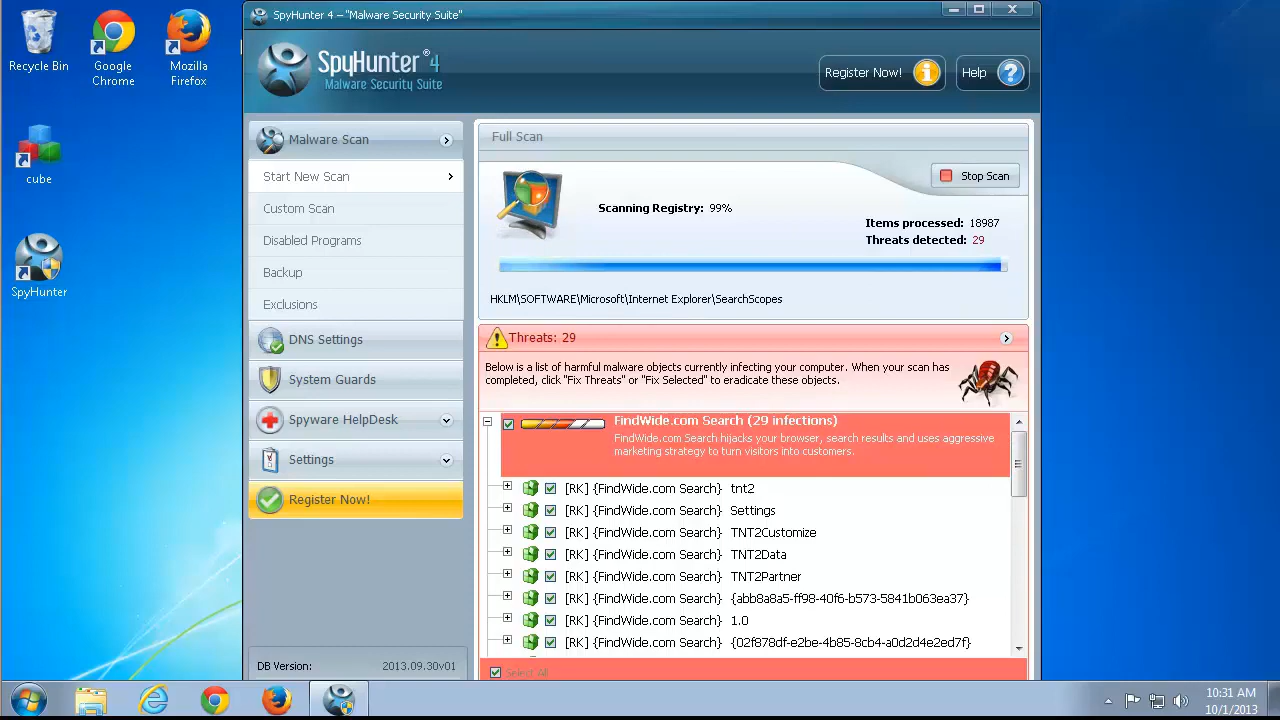 Recycle Bin
Google
Chrome
Mozilla
Firefox
cube
SpyHunter
SpyHunter 4 – "Malware Security Suite"
SpyHunter® 4
Malware Security Suite
Register Now!
Help
Malware Scan
Start New Scan
Custom Scan
Disabled Programs
Backup
Exclusions
DNS Settings
System Guards
Spyware HelpDesk
Settings
Register Now!
DB Version: 2013.09.30v01
Full Scan
Stop Scan
Scanning Registry: 99%
Items processed: 18987
Threats detected: 29
HKLM\SOFTWARE\Microsoft\Internet Explorer\SearchScopes
Threats: 29
Below is a list of harmful malware objects currently infecting your computer. When your scan has
completed, click "Fix Threats" or "Fix Selected" to eradicate these objects.
FindWide.com Search (29 infections)
FindWide.com Search hijacks your browser, search results and uses aggressive
marketing strategy to turn visitors into customers.
[RK] {FindWide.com Search} tnt2
[RK] {FindWide.com Search} Settings
[RK] {FindWide.com Search} TNT2Customize
[RK] {FindWide.com Search} TNT2Data
[RK] {FindWide.com Search} TNT2Partner
[RK] {FindWide.com Search} {abb8a8a5-ff98-40f6-b573-5841b063ea37}
[RK] {FindWide.com Search} 1.0
[RK] {FindWide.com Search} {02f878df-e2be-4b85-8cb4-a0d2d4e2ed7f}
Select All
10:31 AM
10/1/2013